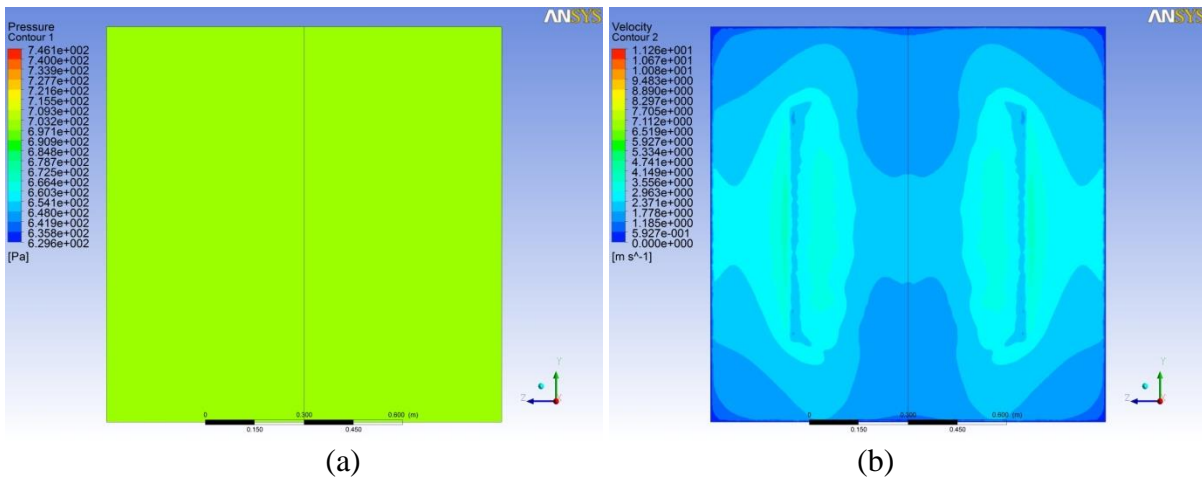 ANSYS
Pressure
Contour 1
7.461e+002
7.400e+002
7.339e+002
7.277e+002
7.216e+002
7.155e+002
7.093e+002
7.032e+002
6.971e+002
6.909e+002
6.848e+002
6.787e+002
6.725e+002
6.664e+002
6.603e+002
6.541e+002
6.480e+002
6.419e+002
6.358e+002
6.296e+002
[Pa]
0 0.300 0.600 (m)
0.150 0.450
Y
Z
X
(a)
ANSYS
Velocity
Contour 2
1.126e+001
1.067e+001
1.008e+001
9.483e+000
8.890e+000
8.297e+000
7.705e+000
7.112e+000
6.519e+000
5.927e+000
5.334e+000
4.741e+000
4.149e+000
3.556e+000
2.963e+000
2.371e+000
1.778e+000
1.185e+000
5.927e-001
0.000e+000
[m s^-1]
0 0.300 0.600 (m)
0.150 0.450
Y
Z
X
(b)